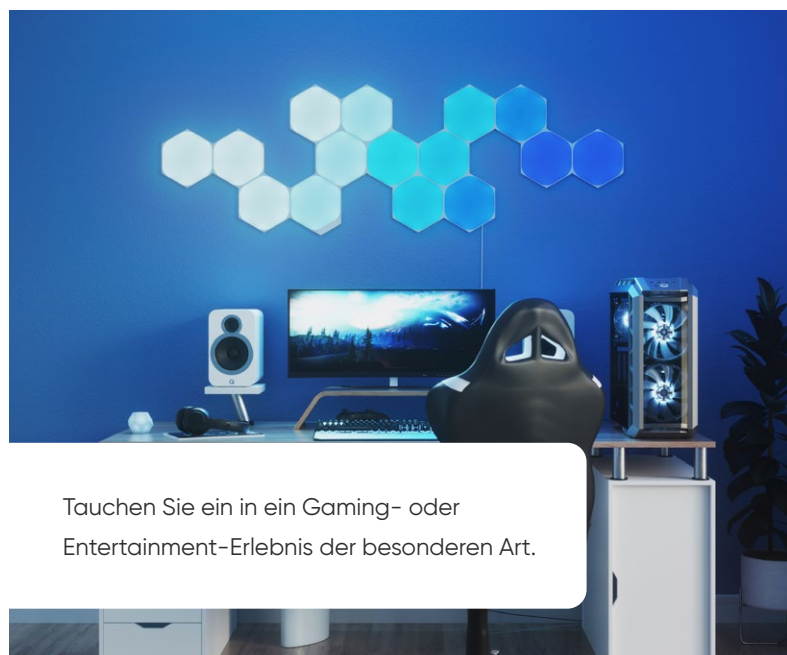 Tauchen Sie ein in ein Gaming- oder
Entertainment-Erlebnis der besonderen Art.